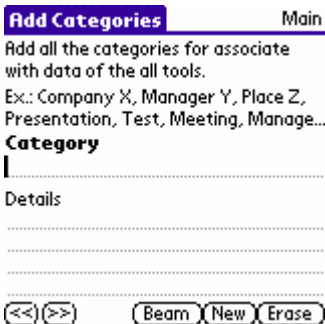 Add Categories Main
Add all the categories for associate
with data of the all tools.
Ex.: Company X, Manager Y, Place Z,
Presentation, Test, Meeting, Manage...
Category
Details
<< >> Beam New Erase